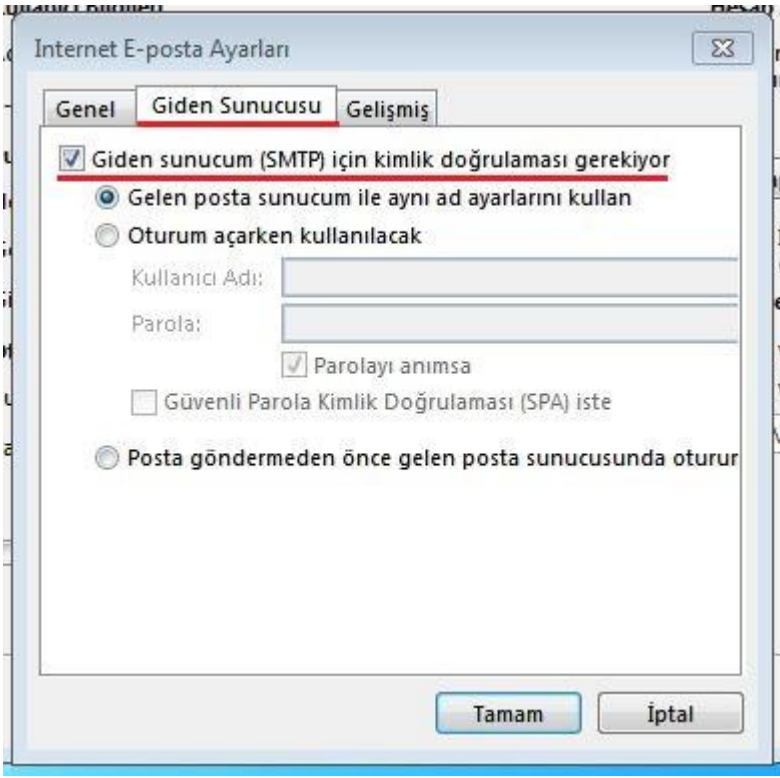 Internet E-posta Ayarları
Genel Giden Sunucusu Gelişmiş
Giden sunucum (SMTP) için kimlik doğrulaması gerekiyor
Gelen posta sunucum ile aynı ad ayarlarını kullan
Oturum açarken kullanılacak
Kullanıcı Adı:
Parola:
Parolayı anımsa
Güvenli Parola Kimlik Doğrulaması (SPA) iste
Posta göndermeden önce gelen posta sunucusunda
Tamam İptal